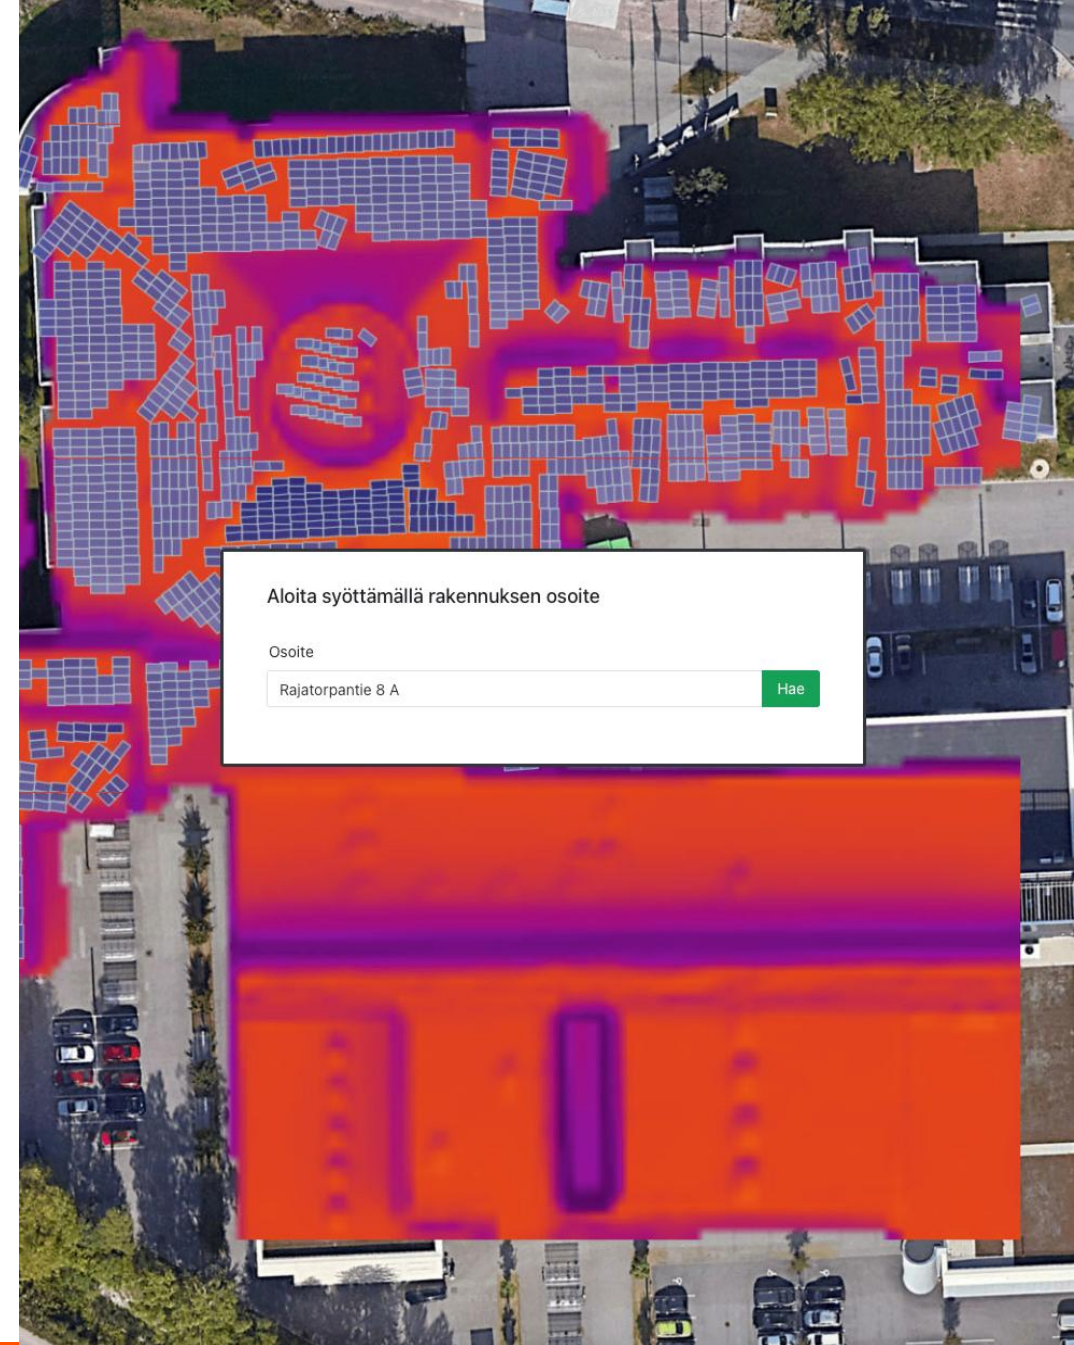 Aloita syöttämällä rakennuksen osoite
Osoite
Rajatorpantie 8 A
Hae